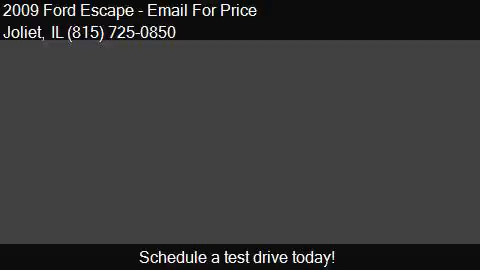 2009 Ford Escape - Email For Price
Joliet, IL (815) 725-0850
Schedule a test drive today!